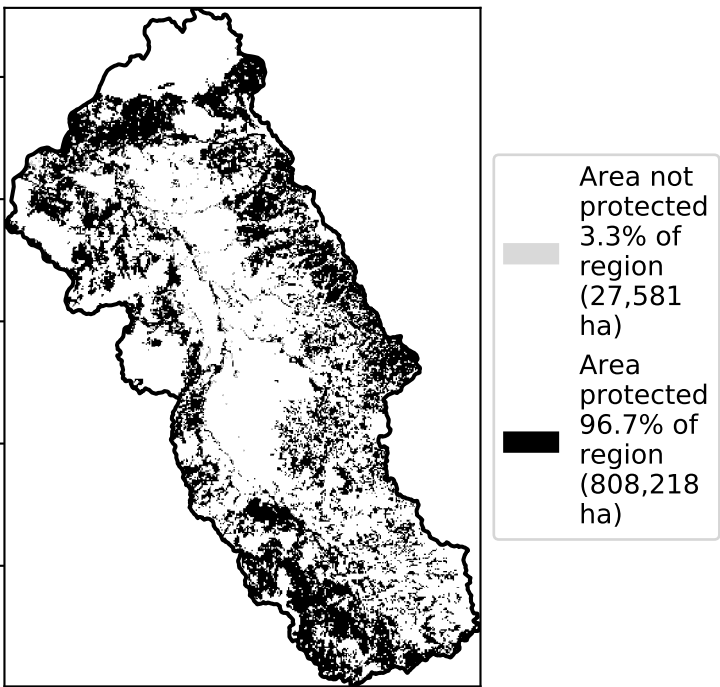 Area not
protected
3.3% of
region
(27,581
ha)
Area
protected
96.7% of
region
(808,218
ha)